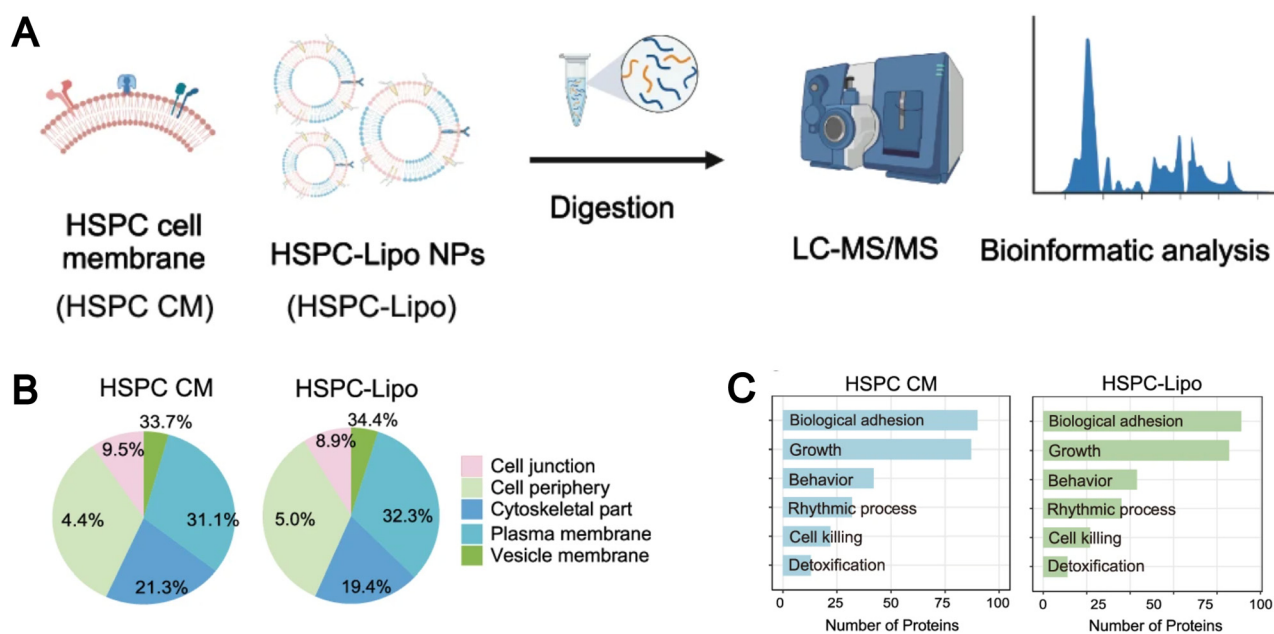 A
HSPC cell
membrane
(HSPC CM)
HSPC-Lipo NPs
(HSPC-Lipo)
Digestion
LC-MS/MS
Bioinformatic analysis
B
HSPC CM
33.7%
9.5%
4.4%
31.1%
21.3%
HSPC-Lipo
34.4%
8.9%
5.0%
32.3%
19.4%
Cell junction
Cell periphery
Cytoskeletal part
Plasma membrane
Vesicle membrane
C
HSPC CM
Biological adhesion
Growth
Behavior
Rhythmic process
Cell killing
Detoxification
0 25 50 75 100
Number of Proteins
HSPC-Lipo
Biological adhesion
Growth
Behavior
Rhythmic process
Cell killing
Detoxification
0 25 50 75 100
Number of Proteins